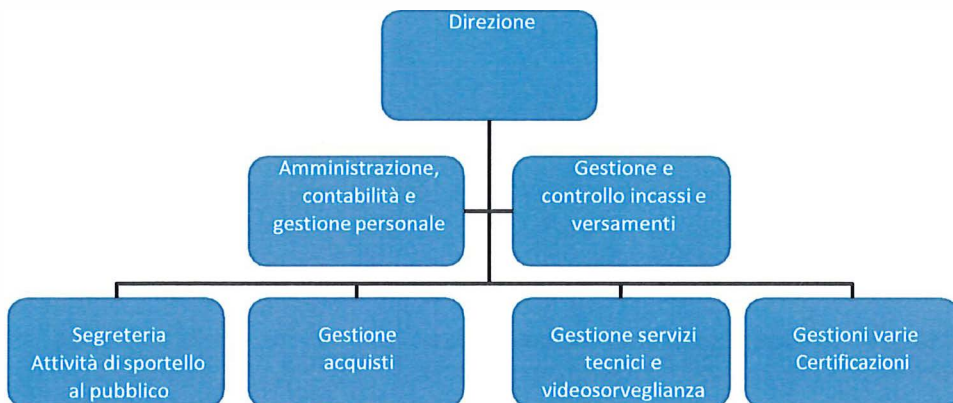 Direzione
Amministrazione,
contabilità e
gestione personale
Gestione e
controllo incassi e
versamenti
Segreteria
Attività di sportello
al pubblico
Gestione
acquisti
Gestione servizi
tecnici e
videosorveglianza
Gestioni varie
Certificazioni